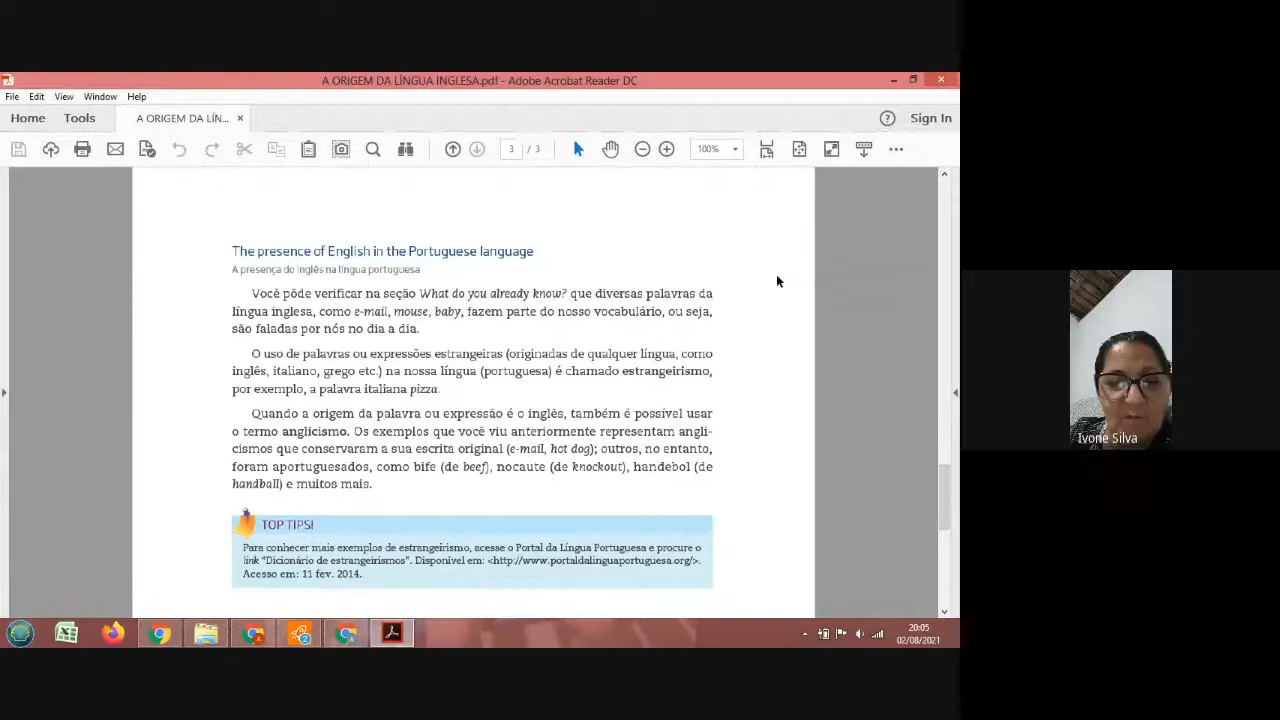 A ORIGEM DA LÍNGUA INGLESA.pdf - Adobe Acrobat Reader DC
File Edit View Window Help
Home Tools A ORIGEM DA LÍN... × Sign In
3 / 3 100%
The presence of English in the Portuguese language
A presença do inglês na língua portuguesa
Você pôde verificar na seção What do you already know? que diversas palavras da
língua inglesa, como e-mail, mouse, baby, fazem parte do nosso vocabulário, ou seja,
são faladas por nós no dia a dia.
O uso de palavras ou expressões estrangeiras (originadas de qualquer língua, como
inglês, italiano, grego etc.) na nossa língua (portuguesa) é chamado estrangeirismo,
por exemplo, a palavra italiana pizza.
Quando a origem da palavra ou expressão é o inglês, também é possível usar
o termo anglicismo. Os exemplos que você viu anteriormente representam angli-
cismos que conservaram a sua escrita original (e-mail, hot dog); outros, no entanto,
foram aportuguesados, como bife (de beef), nocaute (de knockout), handebol (de
handball) e muitos mais.
TOP TIPS!
Para conhecer mais exemplos de estrangeirismo, acesse o Portal da Língua Portuguesa e procure o
link "Dicionário de estrangeirismos". Disponível em: <http://www.portaldalinguaportuguesa.org/>.
Acesso em: 11 fev. 2014.
Ivone Silva
20:05
02/08/2021